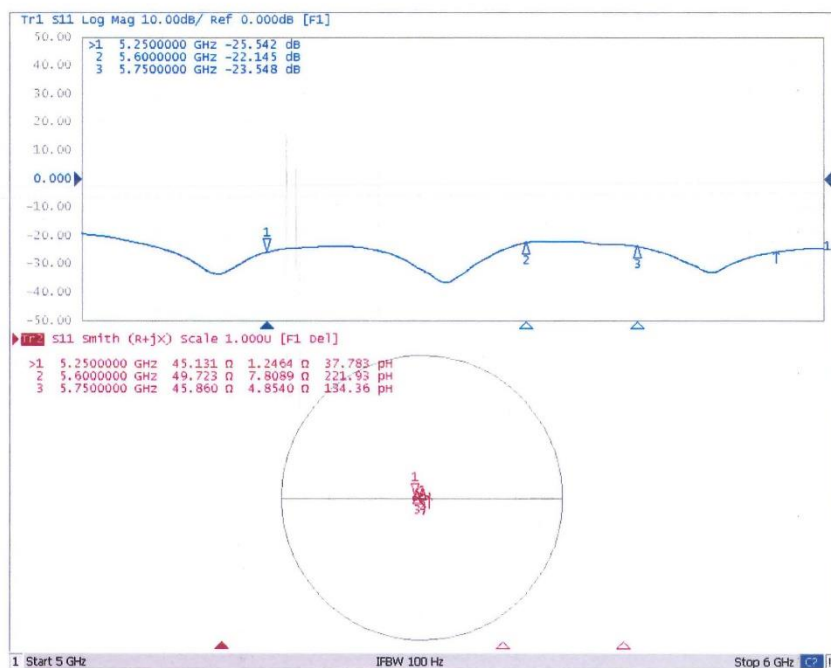 Tr1 S11 Log Mag 10.00dB/ Ref 0.000dB [F1]
50.00
>1 5.2500000 GHz -25.542 dB
2 5.6000000 GHz -22.145 dB
3 5.7500000 GHz -23.548 dB
40.00
30.00
20.00
10.00
0.000
-10.00
-20.00
1
1
-30.00
2
3
-40.00
-50.00
Tr2 S11 Smith (R+jX) Scale 1.000U [F1 Del]
>1 5.2500000 GHz 45.131 Ω 1.2464 Ω 37.783 pH
2 5.6000000 GHz 49.723 Ω 7.8089 Ω 221.93 pH
3 5.7500000 GHz 45.860 Ω 4.8540 Ω 134.36 pH
1
1 Start 5 GHz IFBW 100 Hz Stop 6 GHz C2